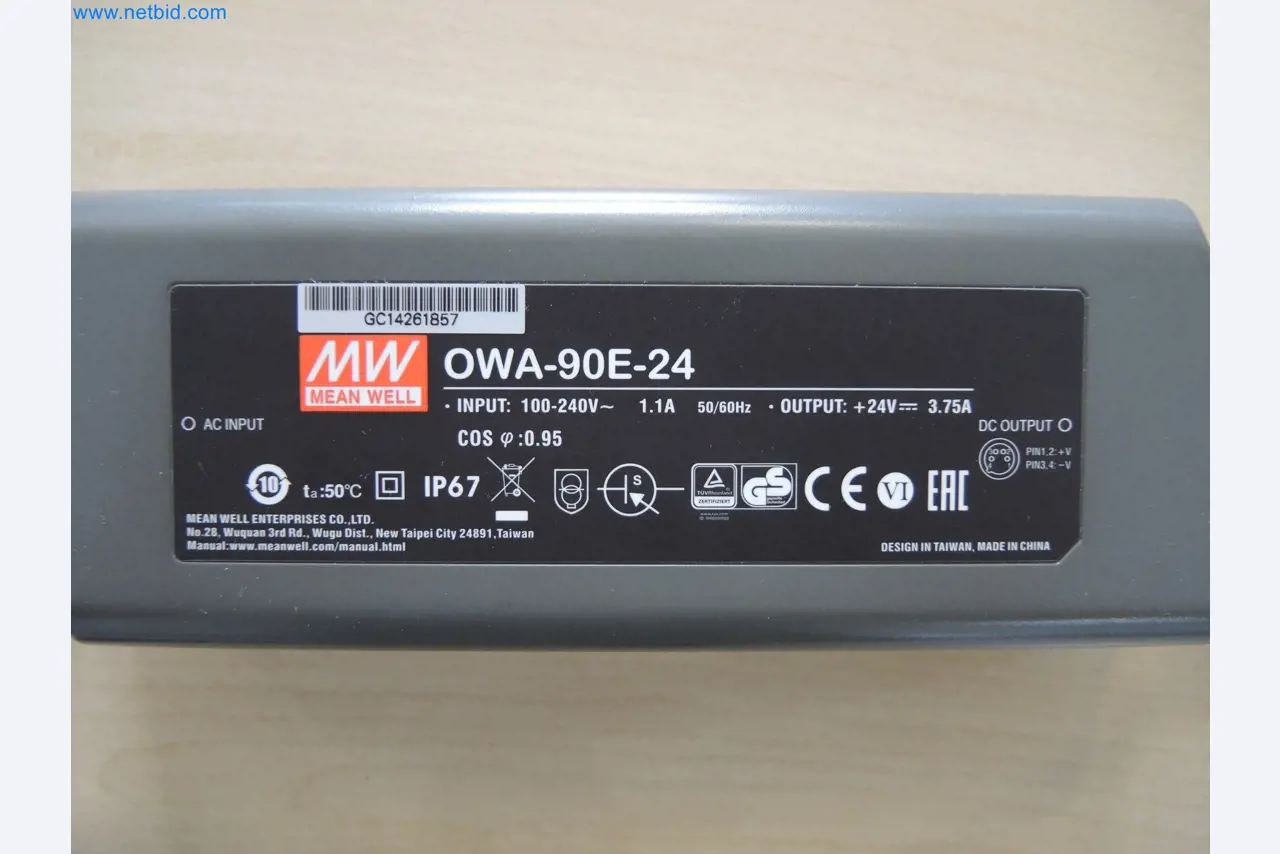 www.netbid.com
GC14261857
MW
MEAN WELL
OWA-90E-24
· INPUT: 100-240V~ 1.1A 50/60Hz · OUTPUT: +24V⎓ 3.75A
COS φ:0.95
AC INPUT
DC OUTPUT
PIN1,2:+V
PIN3,4:-V
10
ta:50℃
IP67
S
TÜVRheinland
ZERTIFIZIERT
GS
CE
VI
EAC
MEAN WELL ENTERPRISES CO.,LTD.
No.28, Wuquan 3rd Rd., Wugu Dist., New Taipei City 24891,Taiwan
Manual:www.meanwell.com/manual.html
DESIGN IN TAIWAN, MADE IN CHINA